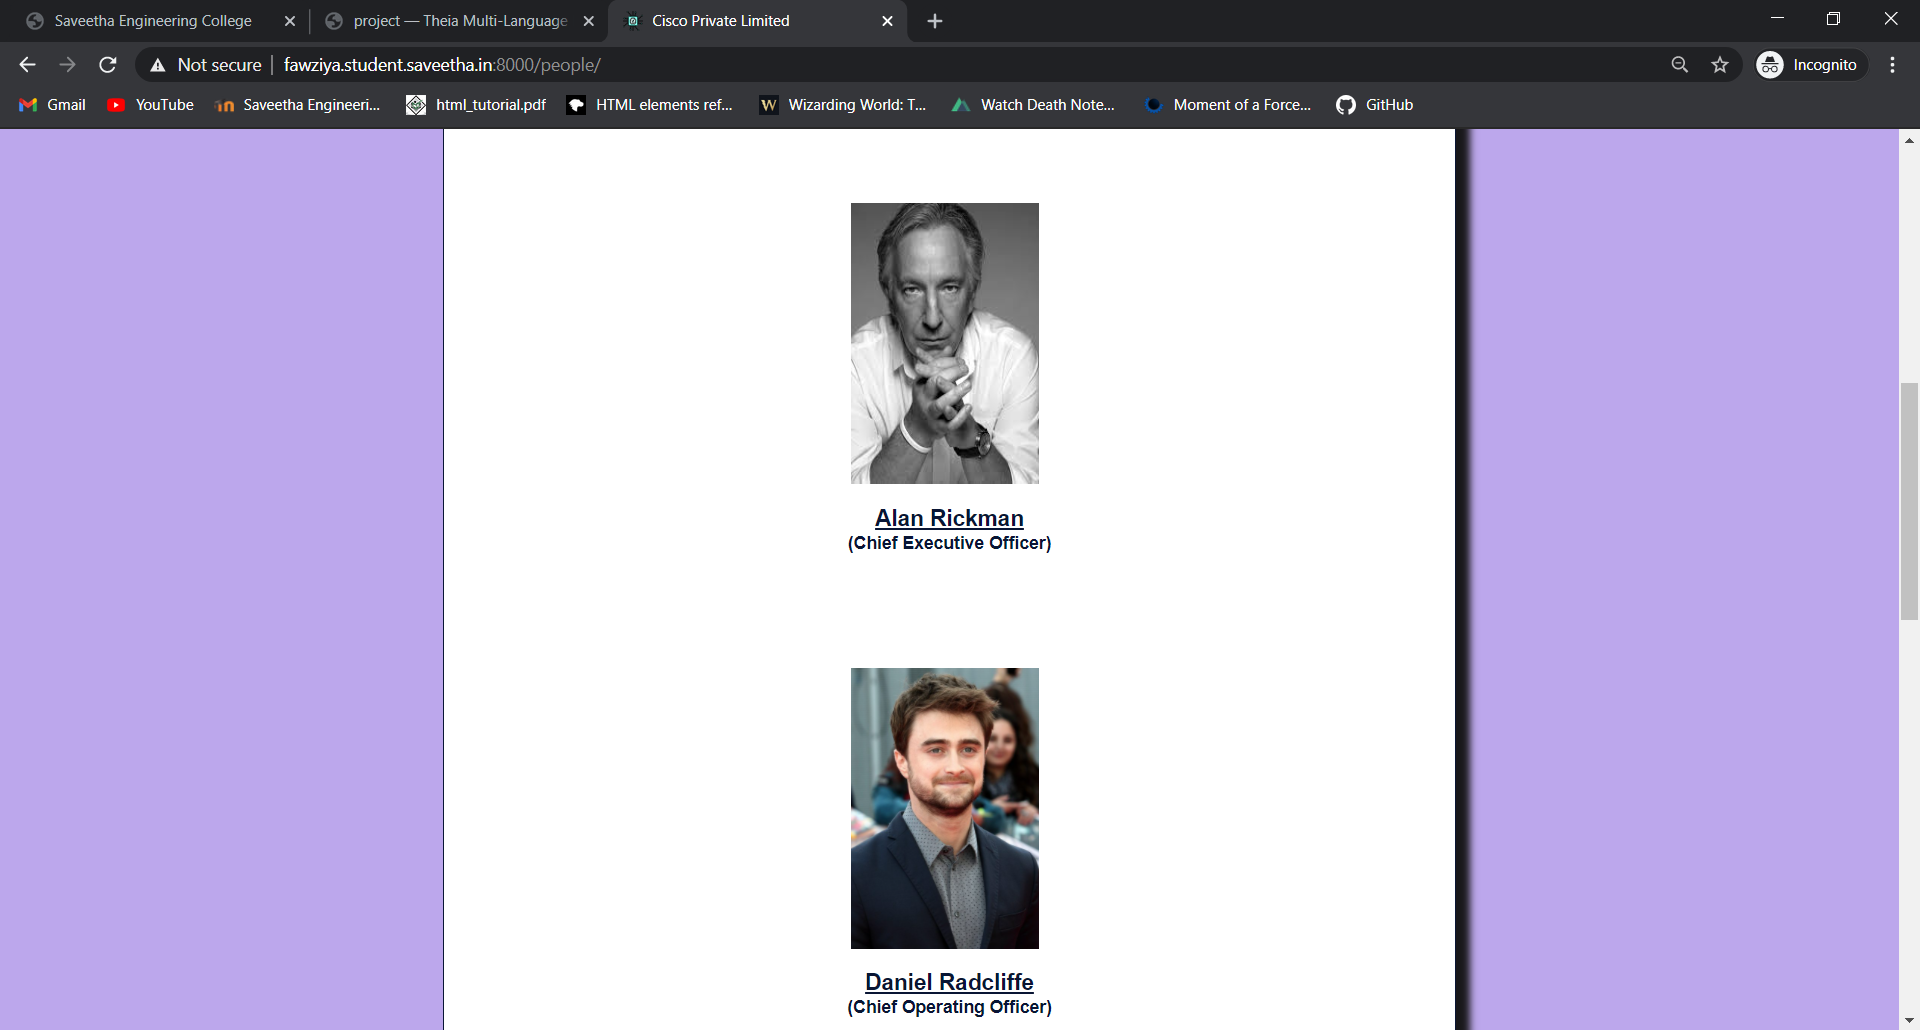 Saveetha Engineering College
project — Theia Multi-Language
Cisco Private Limited
Not secure
fawziya.student.saveetha.in:8000/people/
Incognito
Gmail
YouTube
Saveetha Engineeri...
html_tutorial.pdf
HTML elements ref...
W Wizarding World: T...
Watch Death Note...
Moment of a Force...
GitHub
Alan Rickman
(Chief Executive Officer)
Daniel Radcliffe
(Chief Operating Officer)